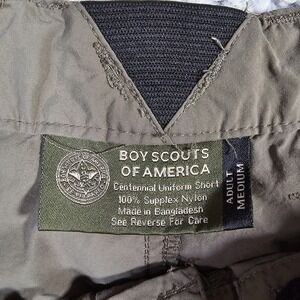 BOY SCOUTS
OF AMERICA
Centennial Uniform Short
100% Supplex Nylon
Made in Bangladesh
See Reverse For Care
ADULT
MEDIUM